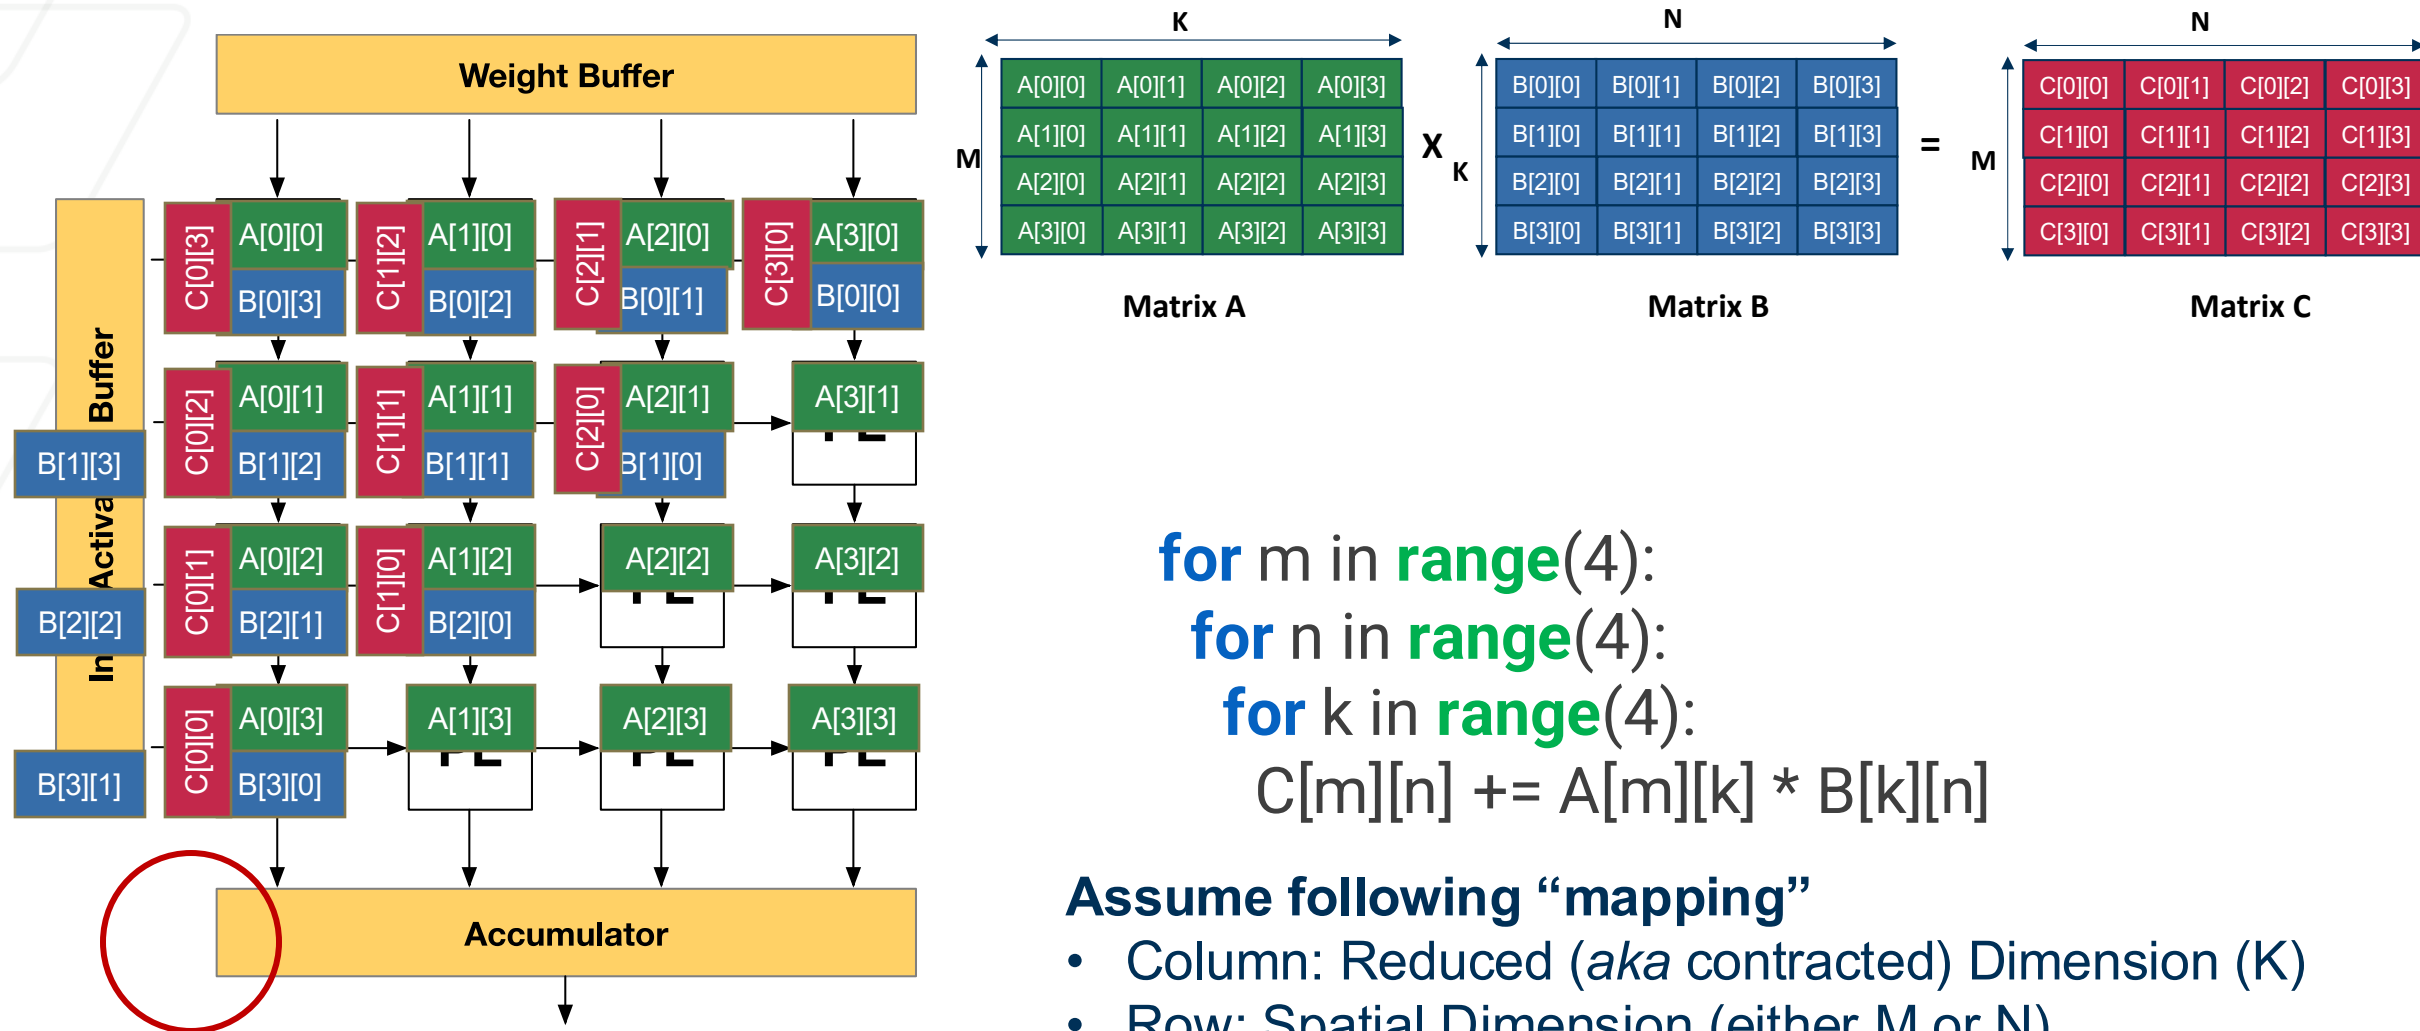 Weight Buffer
C[0][3] A[0][0] C[1][2] A[1][0] C[2][1] A[2][0] C[3][0] A[3][0]
B[0][3] B[0][2] B[0][1] B[0][0]
C[0][2] A[0][1] C[1][1] A[1][1] C[2][0] A[2][1] A[3][1]
B[1][3] B[1][2] B[1][1] B[1][0]
C[0][1] A[0][2] C[1][0] A[1][2] A[2][2] A[3][2]
B[2][2] B[2][1] B[2][0]
C[0][0] A[0][3] A[1][3] A[2][3] A[3][3]
B[3][1] B[3][0]
Buffer
Accumulator
K
M
A[0][0] A[0][1] A[0][2] A[0][3]
A[1][0] A[1][1] A[1][2] A[1][3]
A[2][0] A[2][1] A[2][2] A[2][3]
A[3][0] A[3][1] A[3][2] A[3][3]
Matrix A
X
N
K
B[0][0] B[0][1] B[0][2] B[0][3]
B[1][0] B[1][1] B[1][2] B[1][3]
B[2][0] B[2][1] B[2][2] B[2][3]
B[3][0] B[3][1] B[3][2] B[3][3]
Matrix B
=
N
M
C[0][0] C[0][1] C[0][2] C[0][3]
C[1][0] C[1][1] C[1][2] C[1][3]
C[2][0] C[2][1] C[2][2] C[2][3]
C[3][0] C[3][1] C[3][2] C[3][3]
Matrix C
for m in range(4):
for n in range(4):
for k in range(4):
C[m][n] += A[m][k] * B[k][n]
Assume following “mapping”
• Column: Reduced (aka contracted) Dimension (K)
• Row: Spatial Dimension (either M or N)